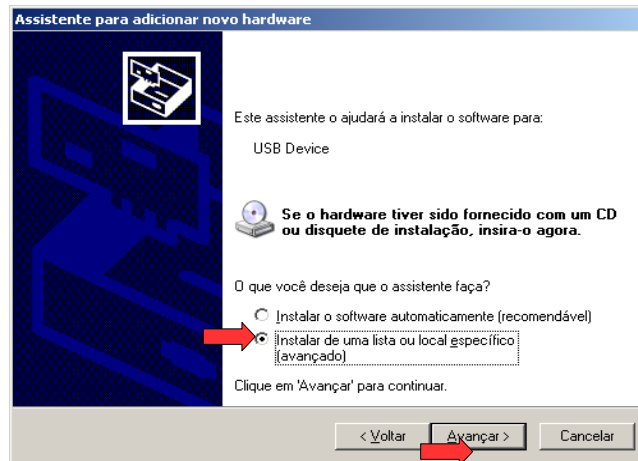 Assistente para adicionar novo hardware
Este assistente o ajudará a instalar o software para:
USB Device
Se o hardware tiver sido fornecido com um CD
ou disquete de instalação, insira-o agora.
O que você deseja que o assistente faça?
Instalar o software automaticamente (recomendável)
Instalar de uma lista ou local específico
(avançado)
Clique em 'Avançar' para continuar.
< Voltar Avançar > Cancelar